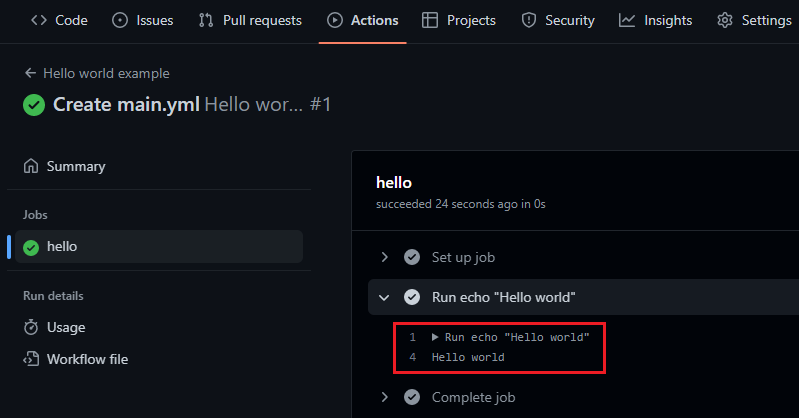 Code Issues Pull requests Actions Projects Security Insights Settings
Hello world example
Create main.yml Hello wor... #1
Summary
Jobs
hello
Run details
Usage
Workflow file
hello
succeeded 24 seconds ago in 0s
Set up job
Run echo "Hello world"
1 Run echo "Hello world"
4 Hello world
Complete job